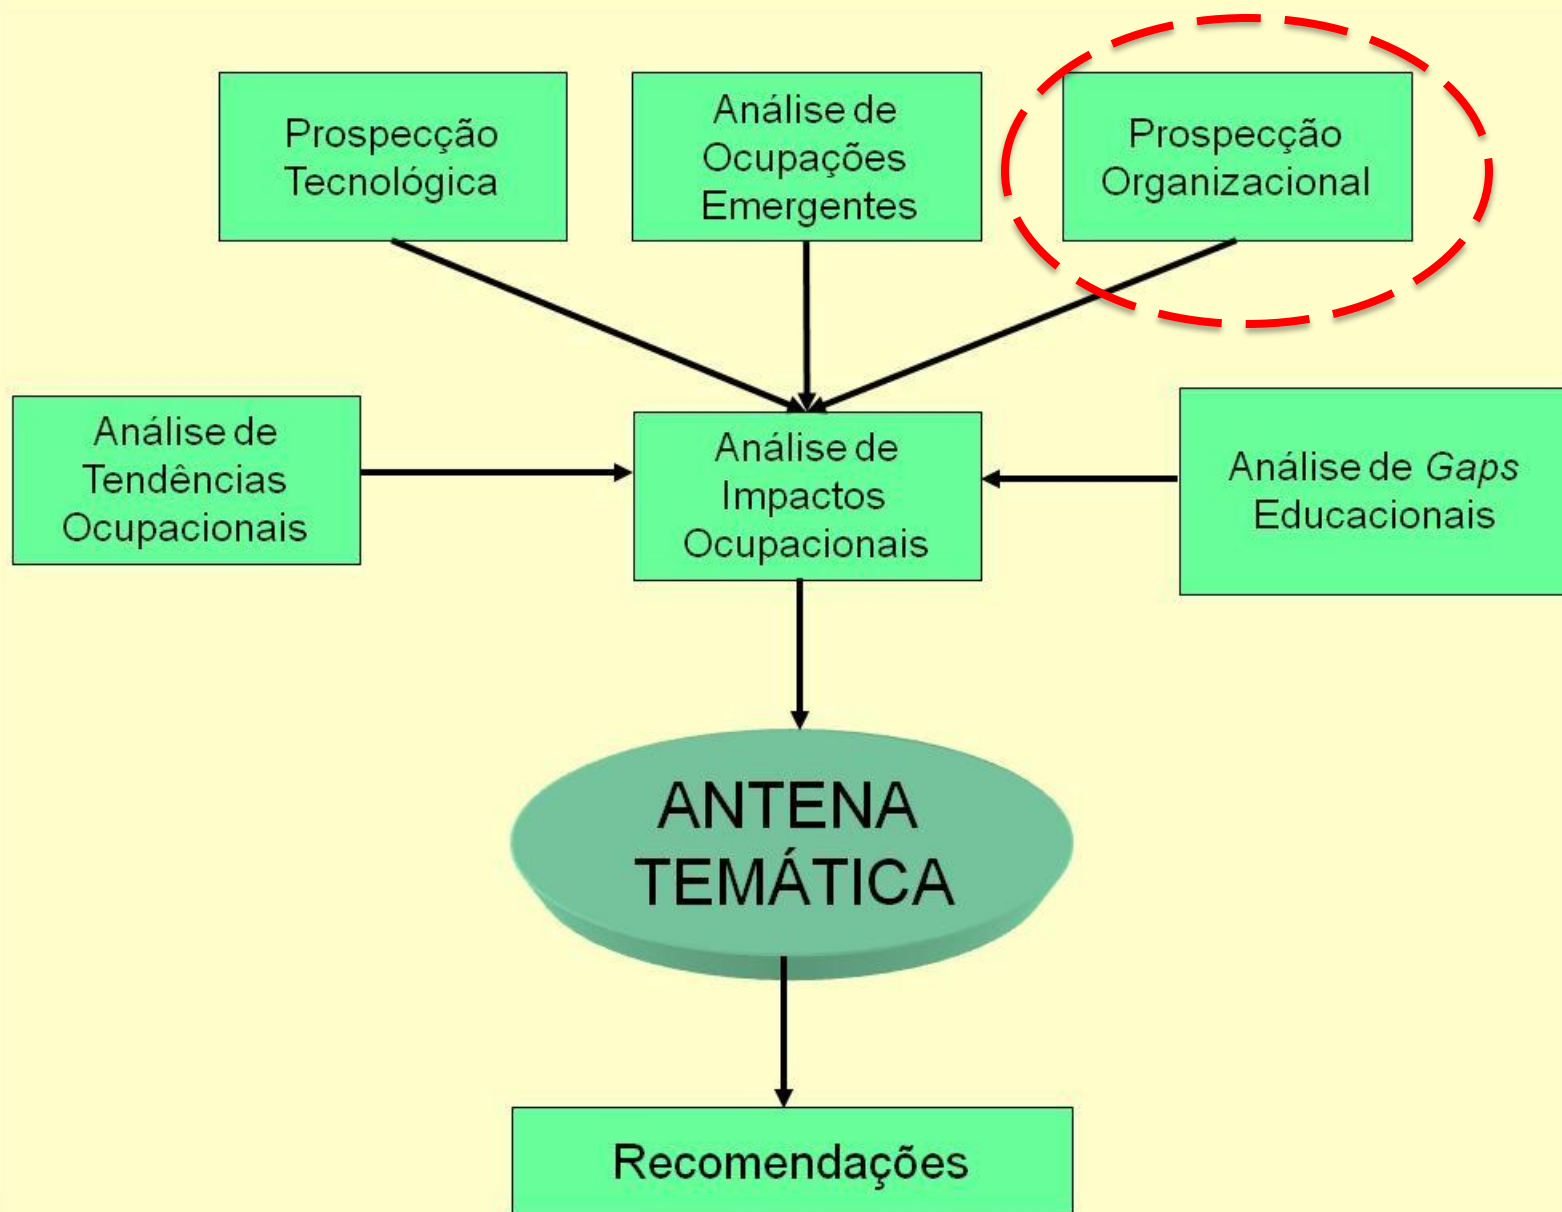 Prospecção
Tecnológica
Análise de
Ocupações
Emergentes
Prospecção
Organizacional
Análise de
Tendências
Ocupacionais
Análise de
Impactos
Ocupacionais
Análise de Gaps
Educacionais
ANTENA
TEMÁTICA
Recomendações